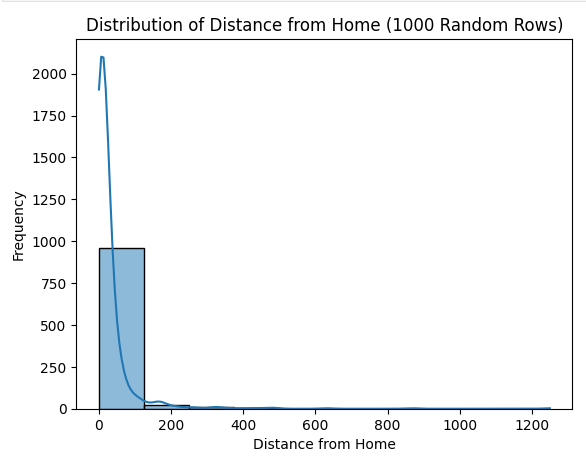 Distribution of Distance from Home (1000 Random Rows)
Frequency
2000
1750
1500
1250
1000
750
500
250
0
0 200 400 600 800 1000 1200
Distance from Home